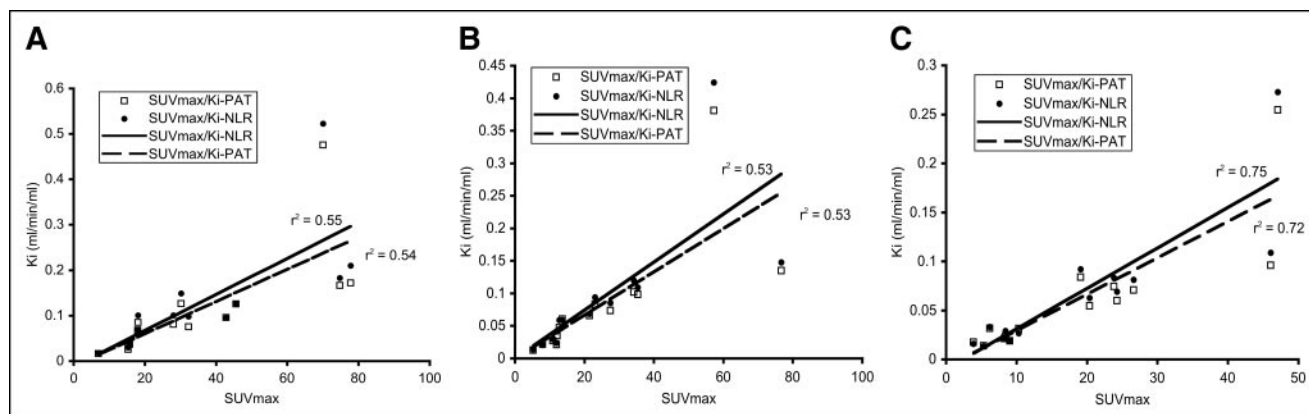 A
0.6
0.5
0.4
0.3
0.2
0.1
0
Ki (ml/min/ml)
SUVmax/Ki-PAT
SUVmax/Ki-NLR
SUVmax/Ki-NLR
SUVmax/Ki-PAT
r² = 0.55
r² = 0.54
0 20 40 60 80 100
SUVmax
B
0.45
0.4
0.35
0.3
0.25
0.2
0.15
0.1
0.05
0
Ki (ml/min/ml)
SUVmax/Ki-PAT
SUVmax/Ki-NLR
SUVmax/Ki-NLR
SUVmax/Ki-PAT
r² = 0.53
r² = 0.53
0 20 40 60 80 100
SUVmax
C
0.3
0.25
0.2
0.15
0.1
0.05
0
Ki (ml/min/ml)
SUVmax/Ki-PAT
SUVmax/Ki-NLR
SUVmax/Ki-NLR
SUVmax/Ki-PAT
r² = 0.75
r² = 0.72
0 10 20 30 40 50
SUVmax